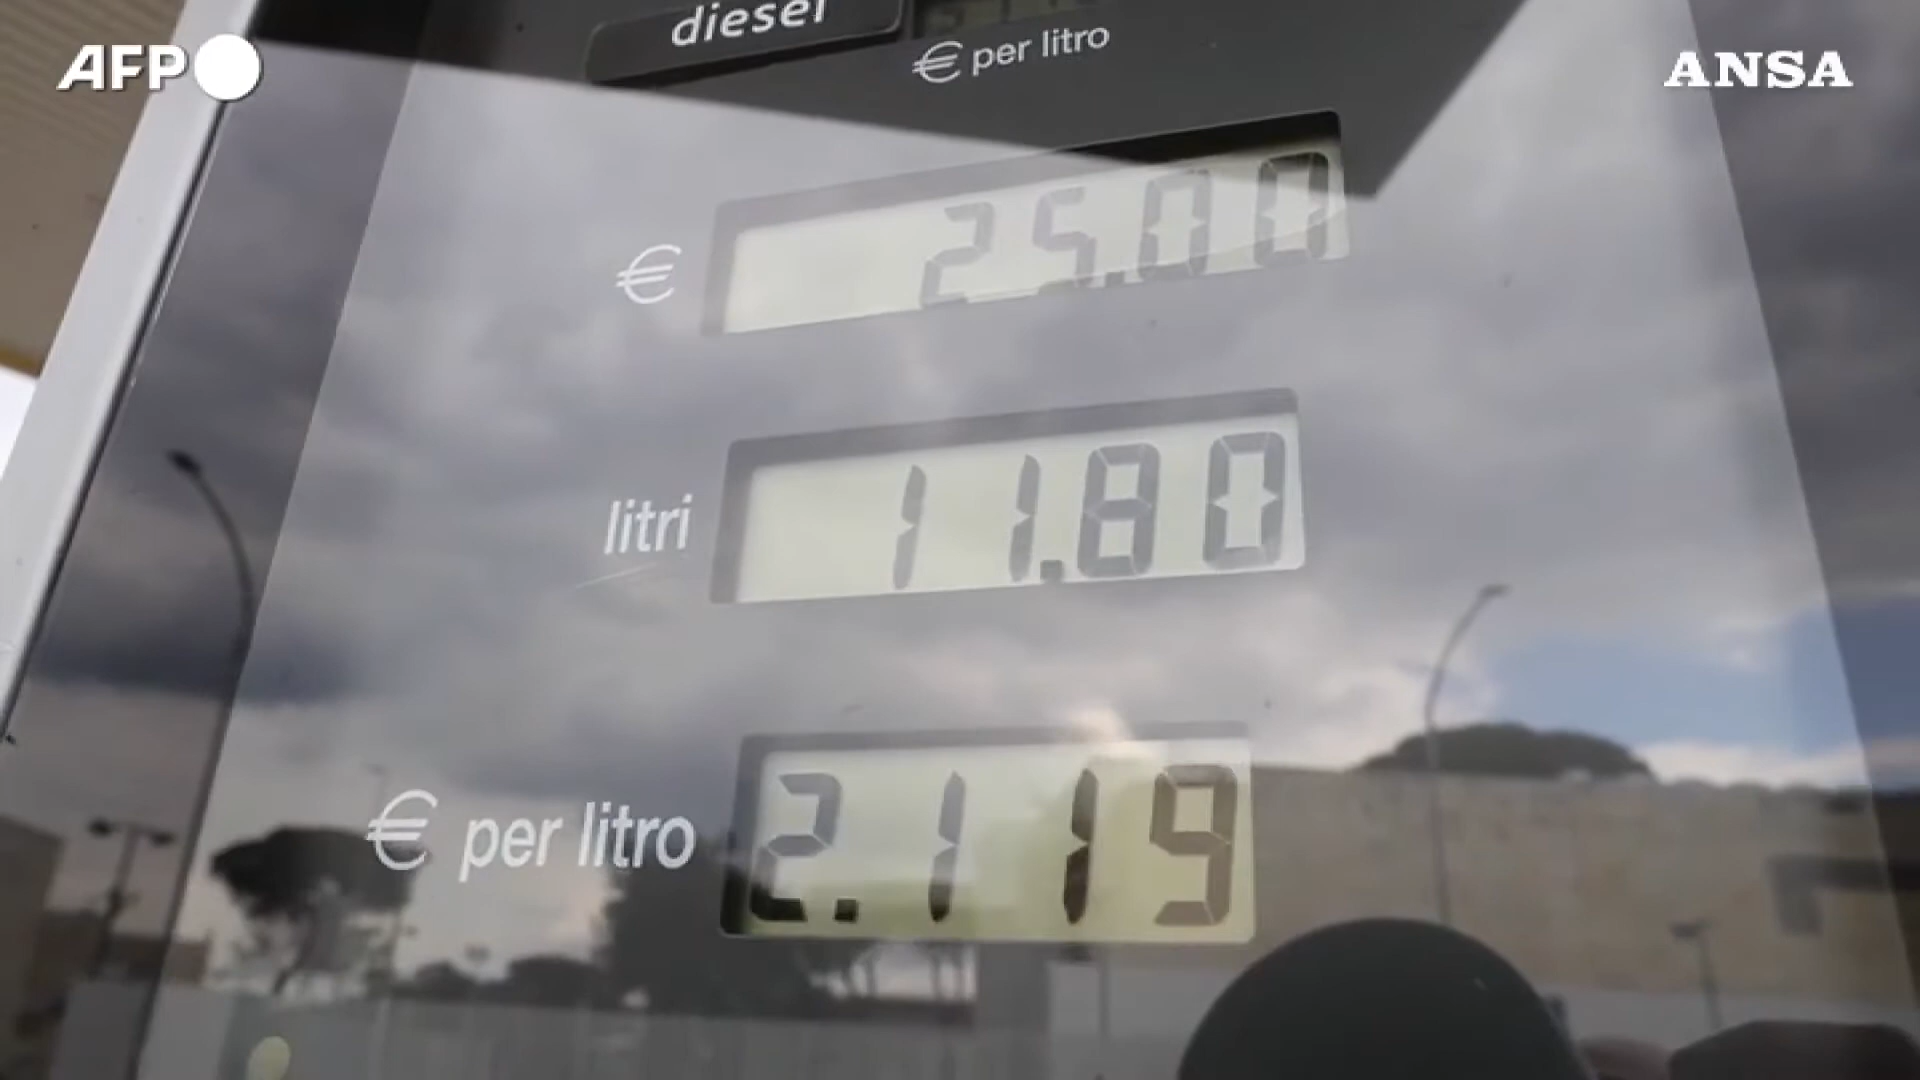 AFP
ANSA
diesel
€ per litro
€ 25.00
litri 11.80
€ per litro 2.119